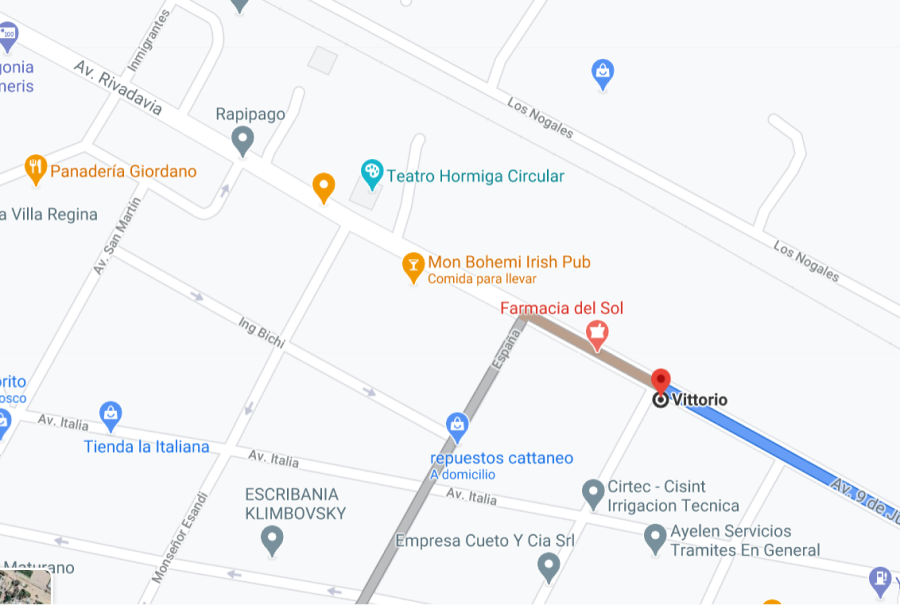 Inmigrantes
gonia
neris
Av. Rivadavia
Rapipago
Los Nogales
Panadería Giordano
Teatro Hormiga Circular
a Villa Regina
Av. San Martin
Los Nogales
Mon Bohemi Irish Pub
Comida para llevar
Farmacia del Sol
España
Ing Bichi
Vittorio
orito
osco
Av. Italia
Tienda la Italiana
Av. Italia
repuestos cattaneo
A domicilio
Av. Italia
Av. 9 de Ju
ESCRIBANIA
KLIMBOVSKY
Cirtec - Cisint
Irrigacion Tecnica
Monseñor Esandi
Empresa Cueto Y Cia Srl
Ayelen Servicios
Tramites En General
Maturano
Y